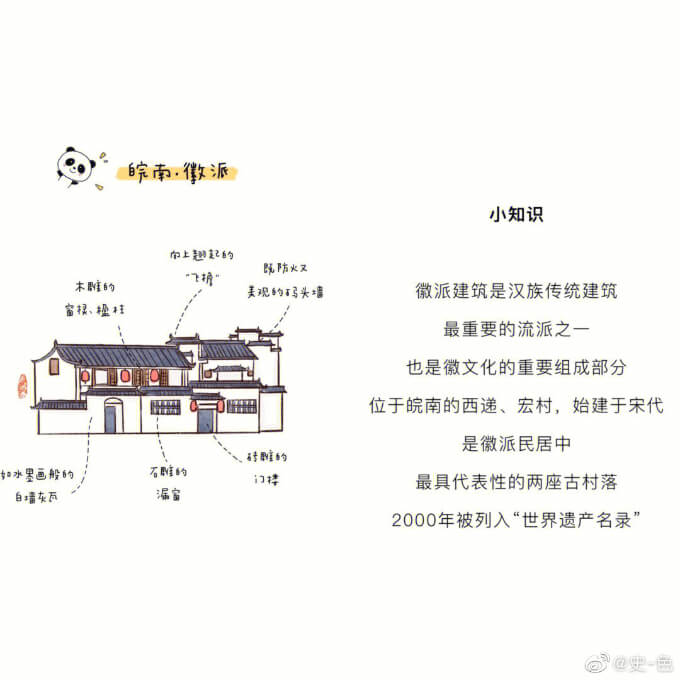 皖南·徽派
向上翘起的
“飞檐”
既防火又
美观的码头墙
木雕的
窗棂、楹柱
如水墨画般的
白墙灰瓦
石雕的
漏窗
砖雕的
门楼
小知识
徽派建筑是汉族传统建筑
最重要的流派之一
也是徽文化的重要组成部分
位于皖南的西递、宏村，始建于宋代
是徽派民居中
最具代表性的两座古村落
2000年被列入“世界遗产名录”
@史-色